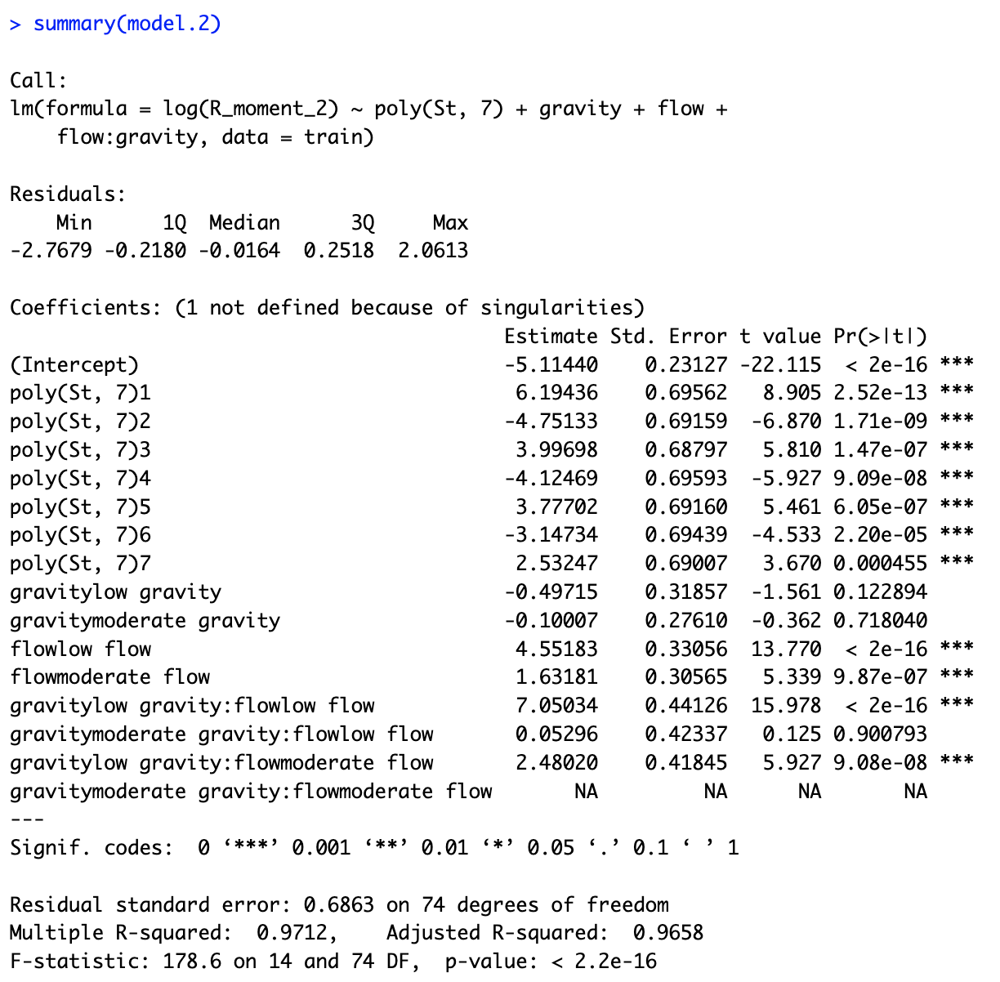 > summary(model.2)

Call:
lm(formula = log(R_moment_2) ~ poly(St, 7) + gravity + flow +
    flow:gravity, data = train)

Residuals:
    Min      1Q  Median      3Q     Max
-2.7679 -0.2180 -0.0164  0.2518  2.0613

Coefficients: (1 not defined because of singularities)
                                          Estimate Std. Error t value Pr(>|t|)
(Intercept)                               -5.11440    0.23127 -22.115  < 2e-16 ***
poly(St, 7)1                               6.19436    0.69562   8.905 2.52e-13 ***
poly(St, 7)2                              -4.75133    0.69159  -6.870 1.71e-09 ***
poly(St, 7)3                               3.99698    0.68797   5.810 1.47e-07 ***
poly(St, 7)4                              -4.12469    0.69593  -5.927 9.09e-08 ***
poly(St, 7)5                               3.77702    0.69160   5.461 6.05e-07 ***
poly(St, 7)6                              -3.14734    0.69439  -4.533 2.20e-05 ***
poly(St, 7)7                               2.53247    0.69007   3.670 0.000455 ***
gravitylow gravity                        -0.49715    0.31857  -1.561 0.122894
gravitymoderate gravity                   -0.10007    0.27610  -0.362 0.718040
flowlow flow                               4.55183    0.33056  13.770  < 2e-16 ***
flowmoderate flow                          1.63181    0.30565   5.339 9.87e-07 ***
gravitylow gravity:flowlow flow            7.05034    0.44126  15.978  < 2e-16 ***
gravitymoderate gravity:flowlow flow       0.05296    0.42337   0.125 0.900793
gravitylow gravity:flowmoderate flow       2.48020    0.41845   5.927 9.08e-08 ***
gravitymoderate gravity:flowmoderate flow       NA         NA      NA       NA
---
Signif. codes:  0 ‘***’ 0.001 ‘**’ 0.01 ‘*’ 0.05 ‘.’ 0.1 ‘ ’ 1

Residual standard error: 0.6863 on 74 degrees of freedom
Multiple R-squared:  0.9712,    Adjusted R-squared:  0.9658
F-statistic: 178.6 on 14 and 74 DF,  p-value: < 2.2e-16